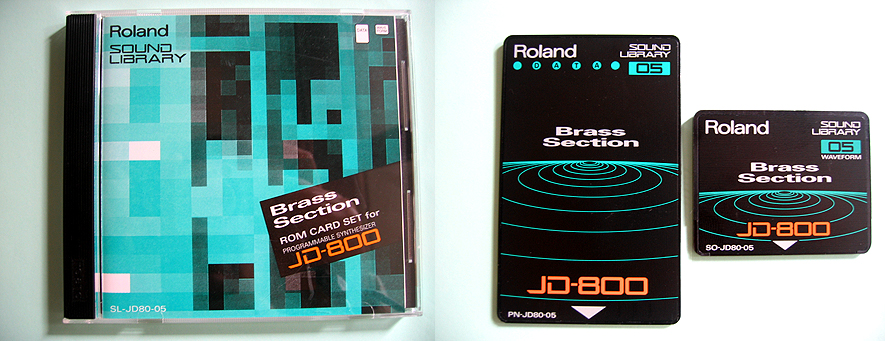 Roland
SOUND
LIBRARY
DATA
WAVE
FORM
Brass
Section
ROM CARD SET for
PROGRAMMABLE SYNTHESIZER
JD-800
SL-JD80-05
Roland
SOUND
LIBRARY
DATA
05
Brass
Section
JD-800
PN-JD80-05
Roland
SOUND
LIBRARY
05
WAVEFORM
Brass
Section
JD-800
SO-JD80-05